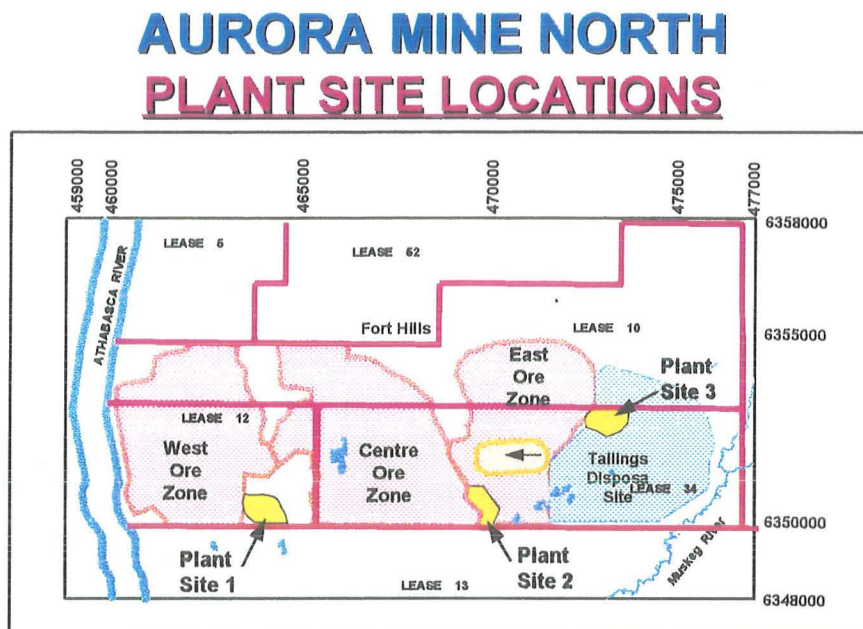 AURORA MINE NORTH
PLANT SITE LOCATIONS
459000
460000
465000
470000
475000
477000
6358000
LEASE 5
LEASE 52
ATHABASCA RIVER
Fort Hills
LEASE 10
6355000
East
Ore
Zone
Plant
Site 3
LEASE 12
West
Ore
Zone
Centre
Ore
Zone
Tailings
Disposa
Site
LEASE 34
6350000
Plant
Site 1
Plant
Site 2
Muskeg River
LEASE 13
6348000